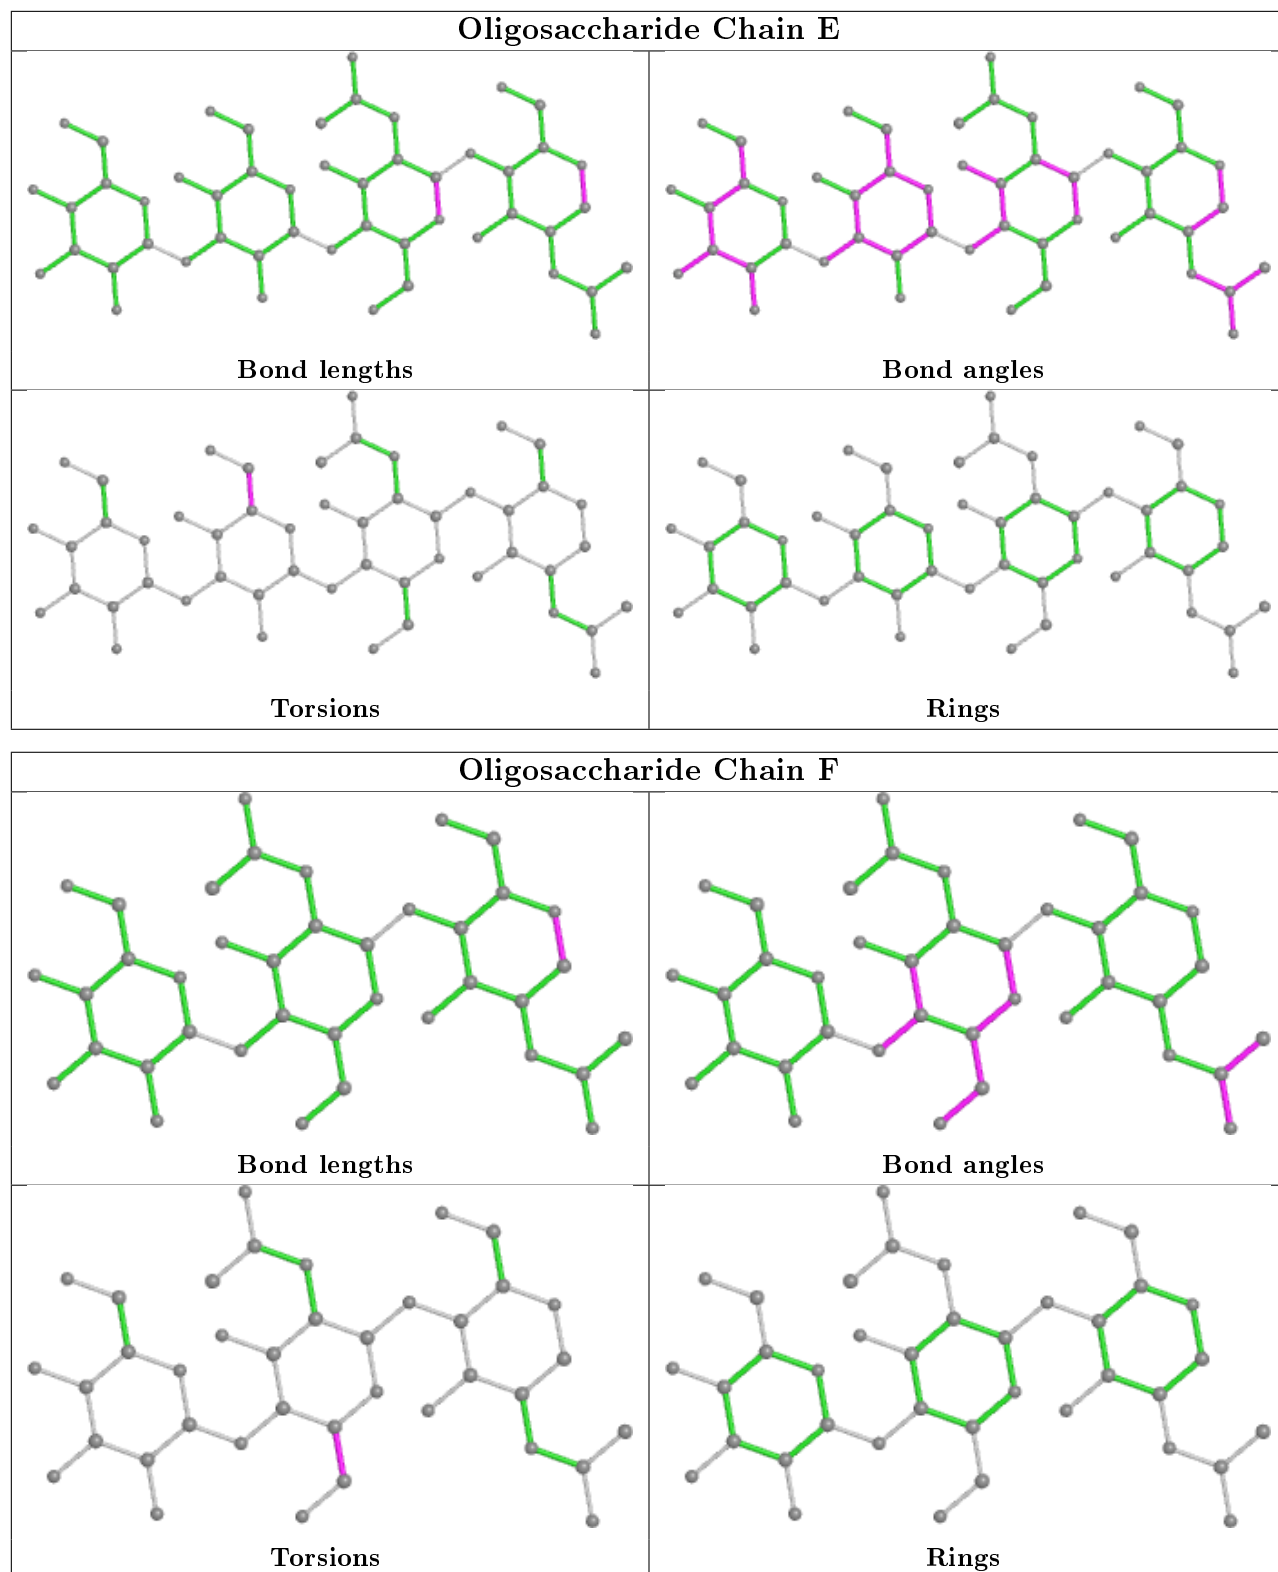 Oligosaccharide Chain E
Bond lengths
Bond angles
Torsions
Rings
Oligosaccharide Chain F
Bond lengths
Bond angles
Torsions
Rings